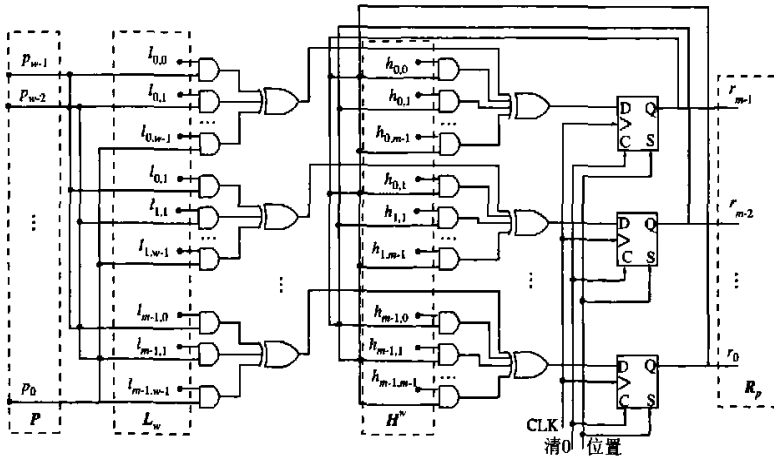 p_{w-1} l_{0,0} h_{0,0} r_{m-1}
p_{w-2} l_{0,1} h_{0,1} D Q
... ... C S
l_{0,w-1} h_{0,m-1}
l_{0,1} h_{0,1}
l_{1,1} h_{1,1} D Q r_{m-2}
... ... C S
l_{1,w-1} h_{1,m-1}
... ... ... ...
l_{m-1,0} h_{m-1,0}
l_{m-1,1} h_{m-1,1} D Q r_0
... C S
p_0 l_{m-1,w-1} h_{m-1,m-1}
P L_w H^w R_p
CLK
清0 位置